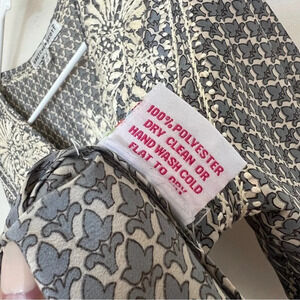 100% POLYESTER
DRY CLEAN OR
HAND WASH COLD
FLAT TO DRY